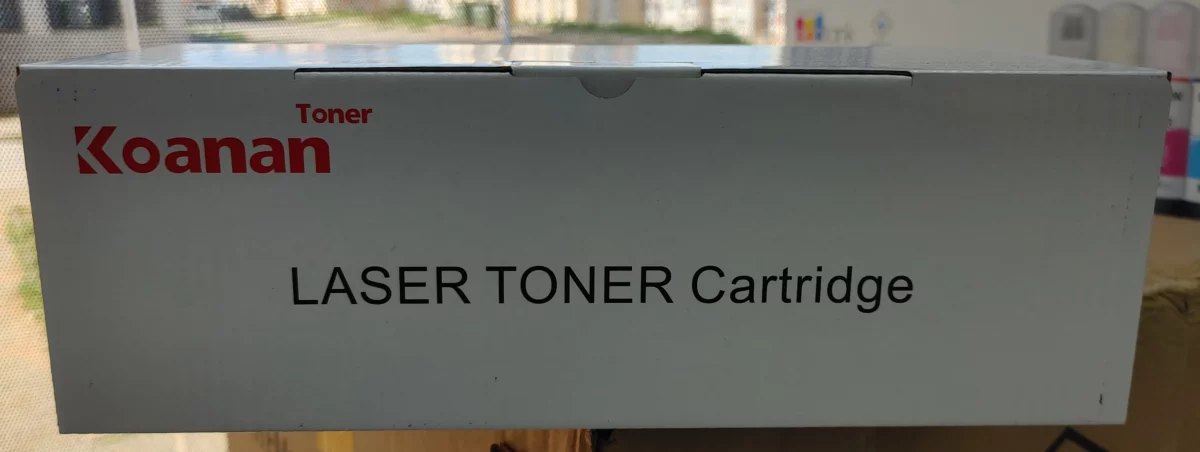 Toner
Koanan
LASER TONER Cartridge